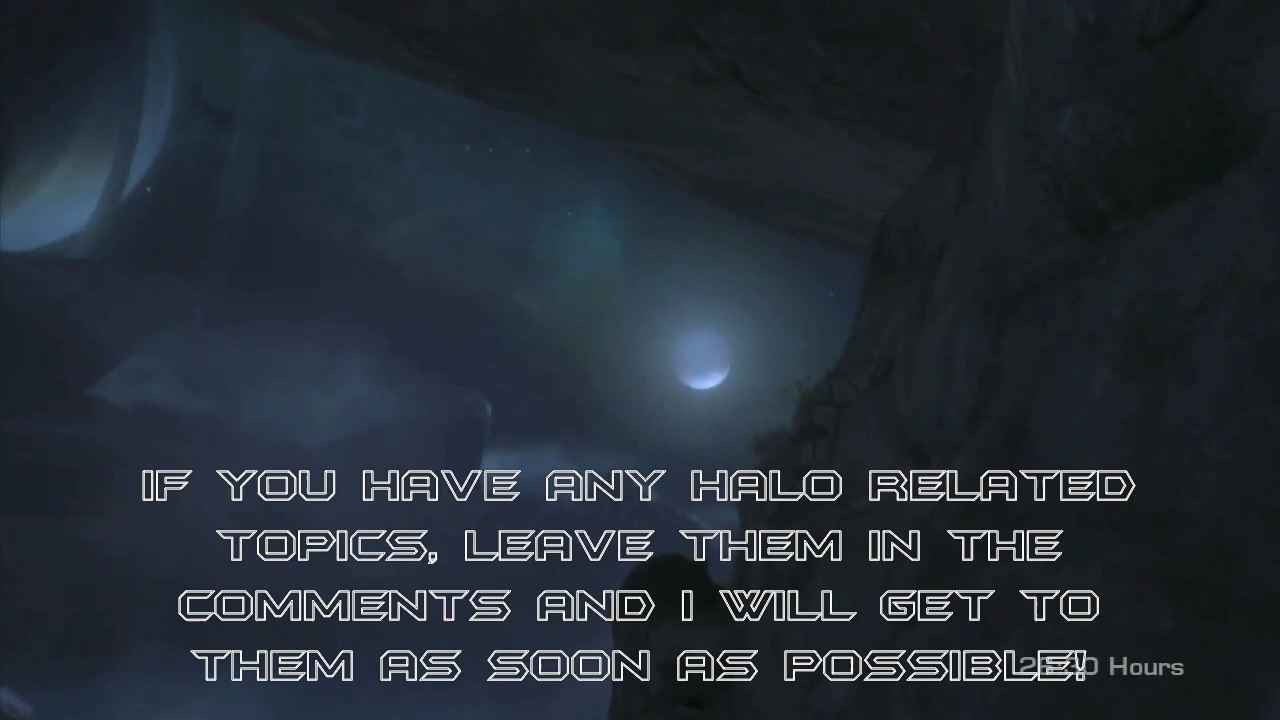 IF YOU HAVE ANY HALO RELATED
TOPICS, LEAVE THEM IN THE
COMMENTS AND I WILL GET TO
THEM AS SOON AS POSSIBLE!
Hours